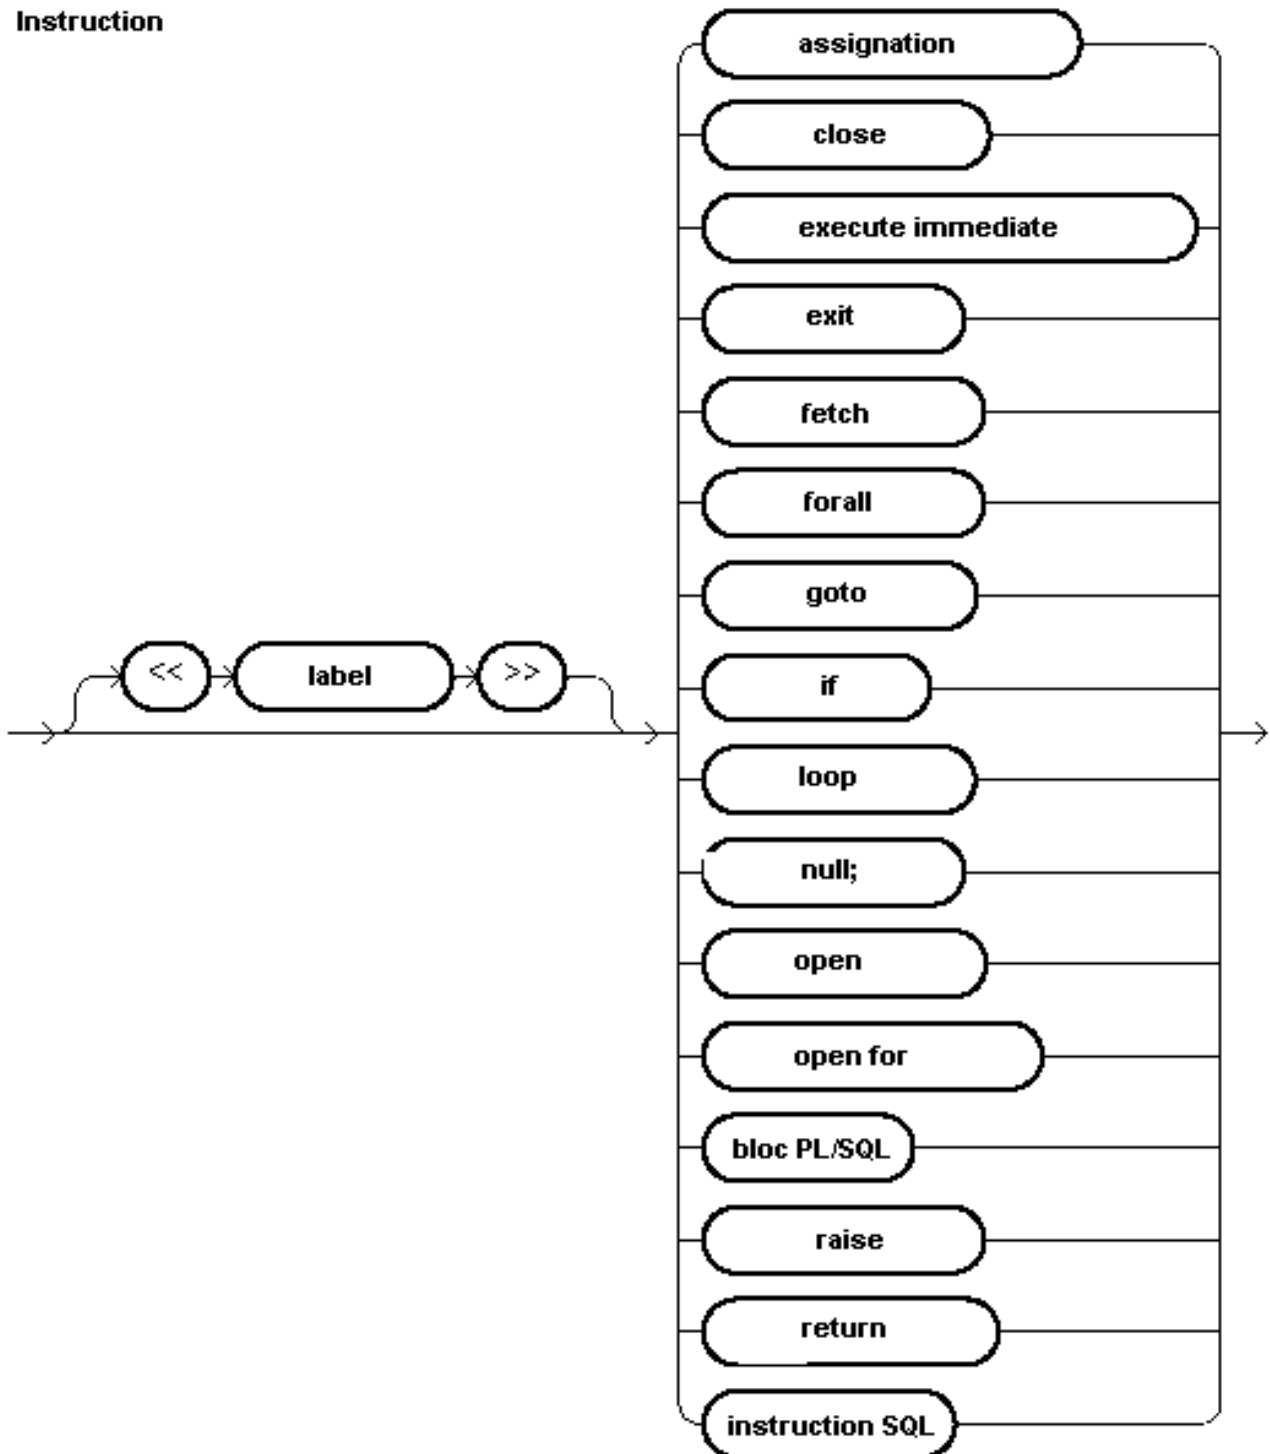 Instruction
assignation
close
execute immediate
exit
fetch
forall
goto
if
<< label >>
loop
null;
open
open for
bloc PL/SQL
raise
return
instruction SQL